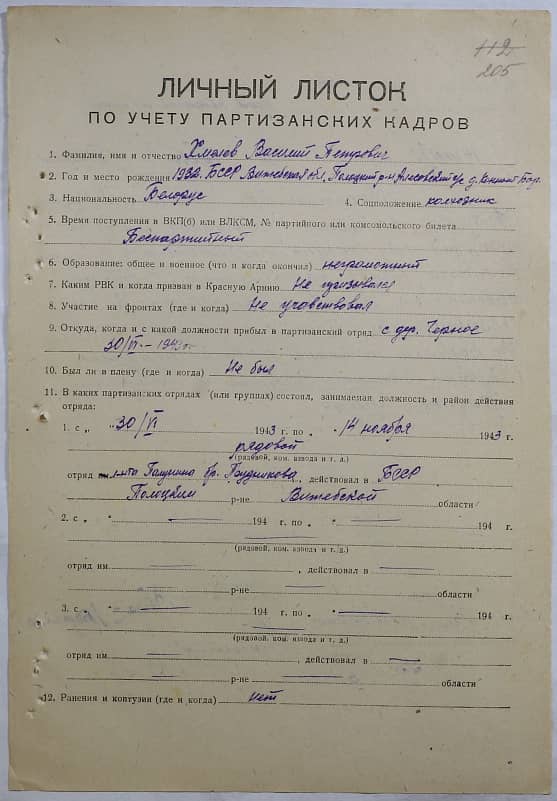 112
205
ЛИЧНЫЙ ЛИСТОК
ПО УЧЕТУ ПАРТИЗАНСКИХ КАДРОВ
1. Фамилия, имя и отчество Хмелев Василий Петрович
2. Год и место рождения БССР Витебская обл, Полоцкий р-н д.
3. Национальность Белорус 4. Соцположение колхозник
5. Время поступления в ВКП(б) или ВЛКСМ, № партийного или комсомольского билета
Беспартийный
6. Образование: общее и военное (что и когда окончил) неграмотный
7. Каким РВК и когда призван в Красную Армию Не призывался
8. Участие на фронтах (где и когда) Не участвовал
9. Откуда, когда и с какой должности прибыл в партизанский отряд с дер. Черное
30/VI — 194
10. Был ли в плену (где и когда) Не был
11. В каких партизанских отрядах (или группах) состоял, занимаемая должность и район действия
отряда:
1. с „ 30/VI 1943 г. по „ 14 ноября 1943 г.
рядовой
(рядовой, ком. взвода и т. д.)
отряд бр. , действовал в БССР
Полоцким р-не Витебской области
2. с „ “ 194 г. по „ “ 194 г.
(рядовой, ком. взвода и т. д.)
отряд им. , действовал в
р-не области
3. с „ “ 194 г. по „ “ 194 г.
(рядовой, ком. взвода и т. д.)
отряд им. , действовал в
р-не области
12. Ранения и контузия (где и когда) нет